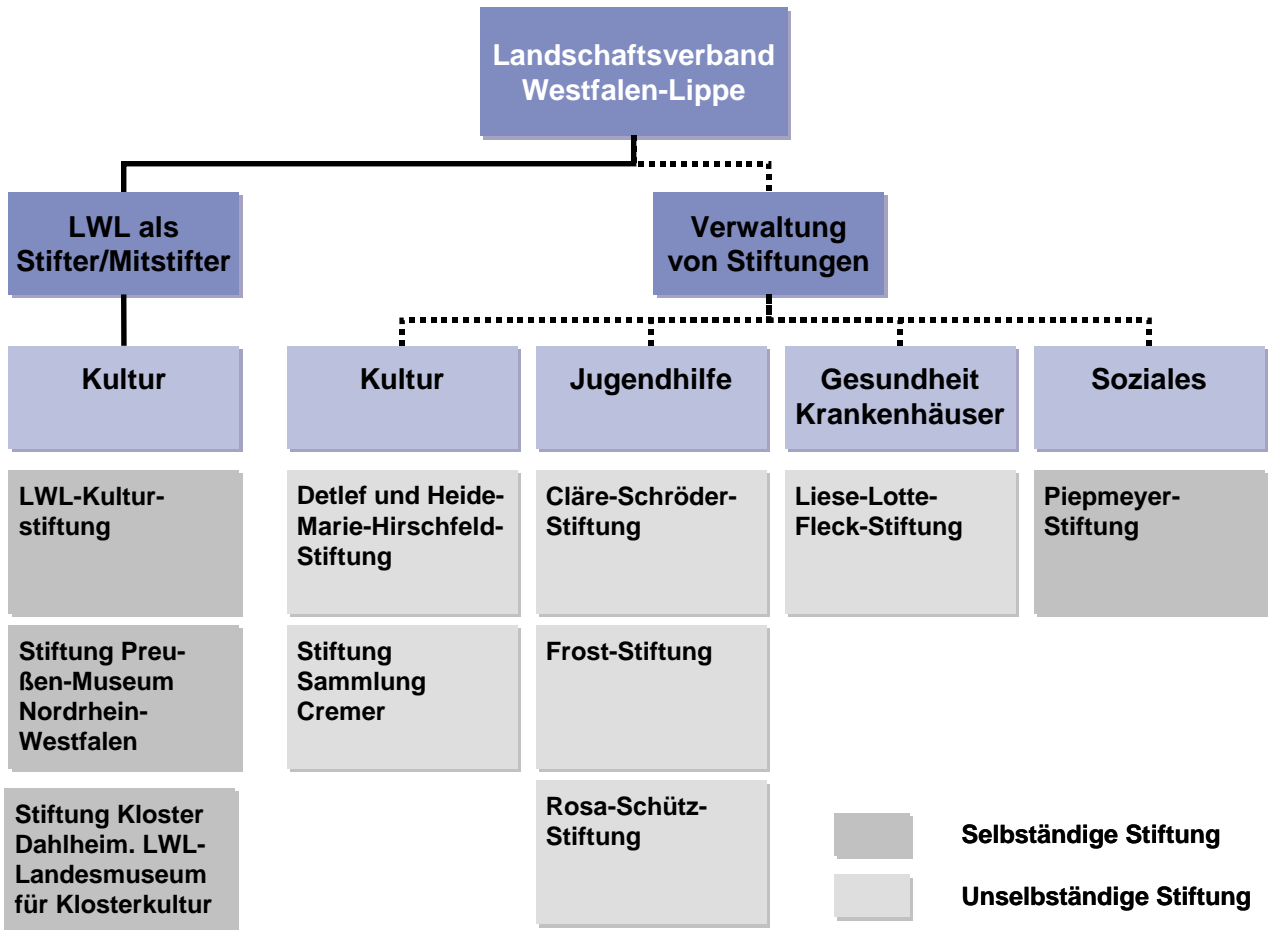 Landschaftsverband
Westfalen-Lippe
LWL als
Stifter/Mitstifter
Verwaltung
von Stiftungen
Kultur
Kultur
Jugendhilfe
Gesundheit
Krankenhäuser
Soziales
LWL-Kultur-
stiftung
Stiftung Preu-
ßen-Museum
Nordrhein-
Westfalen
Stiftung Kloster
Dahlheim. LWL-
Landesmuseum
für Klosterkultur
Detlef und Heide-
Marie-Hirschfeld-
Stiftung
Stiftung
Sammlung
Cremer
Cläre-Schröder-
Stiftung
Frost-Stiftung
Rosa-Schütz-
Stiftung
Liese-Lotte-
Fleck-Stiftung
Piepmeyer-
Stiftung
Selbständige Stiftung
Unselbständige Stiftung